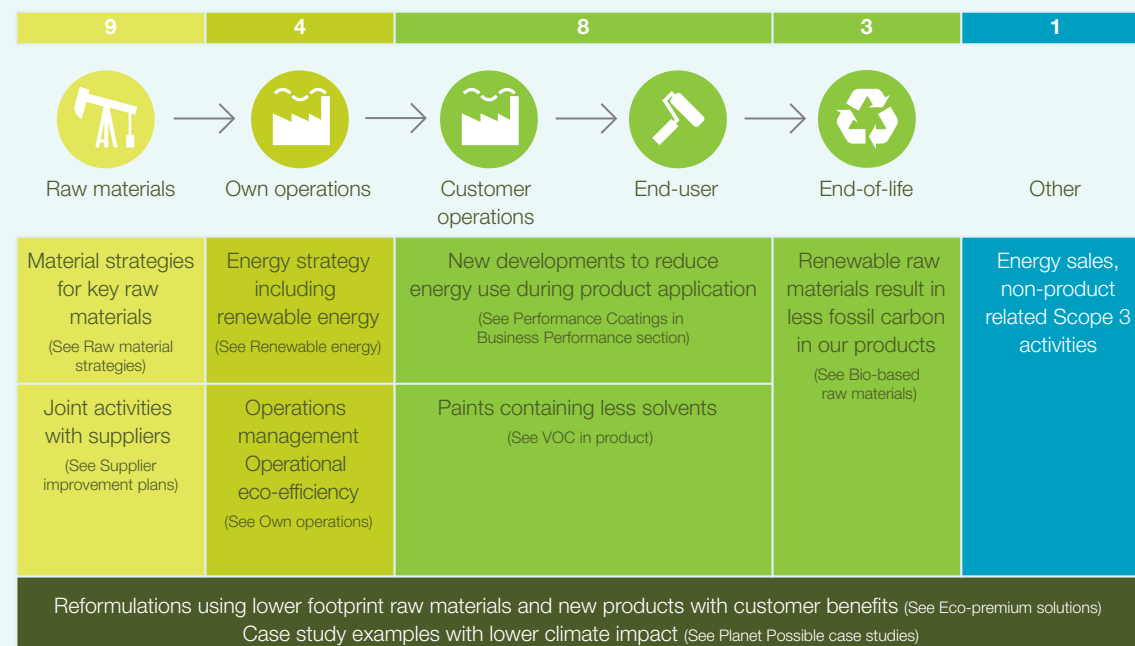 9
4
8
3
1
Raw materials
Own operations
Customer
operations
End-user
End-of-life
Other
Material strategies
for key raw
materials
(See Raw material
strategies)
Energy strategy
including
renewable energy
(See Renewable energy)
New developments to reduce
energy use during product application
(See Performance Coatings in
Business Performance section)
Renewable raw
materials result in
less fossil carbon
in our products
(See Bio-based
raw materials)
Energy sales,
non-product
related Scope 3
activities
Joint activities
with suppliers
(See Supplier
improvement plans)
Operations
management
Operational
eco-efficiency
(See Own operations)
Paints containing less solvents
(See VOC in product)
Reformulations using lower footprint raw materials and new products with customer benefits (See Eco-premium solutions)
Case study examples with lower climate impact (See Planet Possible case studies)